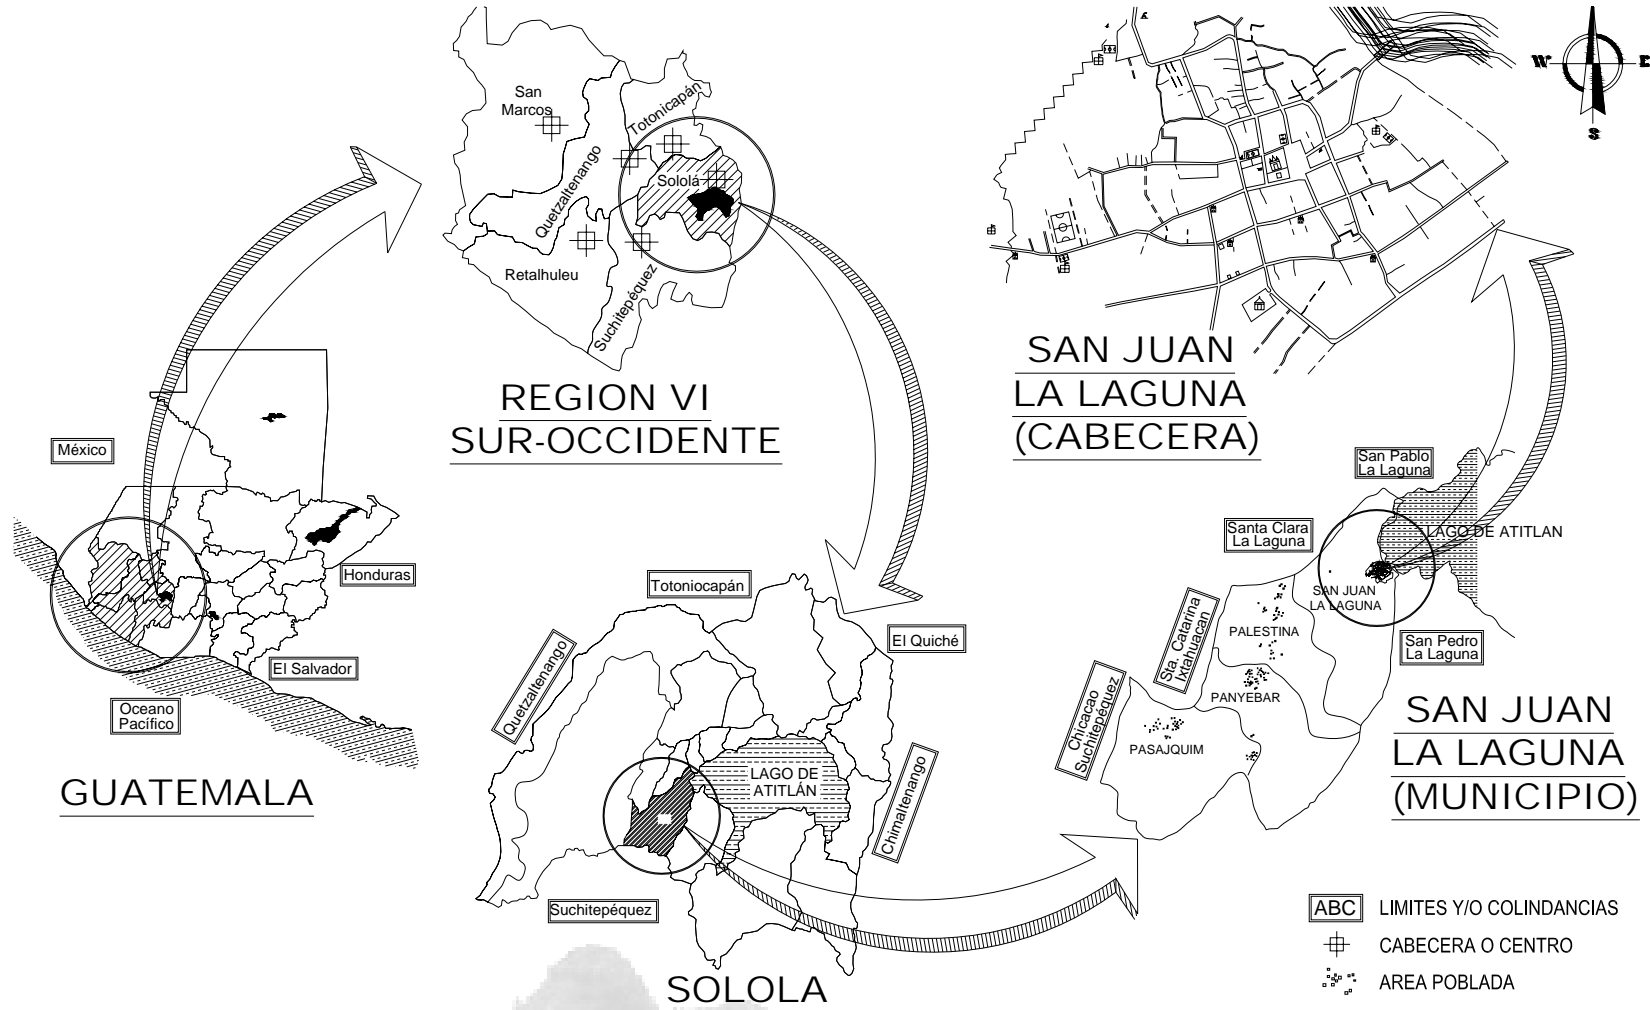 San
Marcos
Totonicapán
Quetzaltenango
Sololá
Retalhuleu
Suchitepéquez
REGION VI
SUR-OCCIDENTE
W
E
S
SAN JUAN
LA LAGUNA
(CABECERA)
México
Honduras
El Salvador
Oceano
Pacífico
GUATEMALA
Totoniocapán
El Quiché
Quetzaltenango
LAGO DE
ATITLÁN
Chimaltenango
Suchitepéquez
SOLOLA
San Pablo
La Laguna
Santa Clara
La Laguna
LAGO DE ATITLAN
SAN JUAN
LA LAGUNA
PALESTINA
San Pedro
La Laguna
Sta. Catarina
Ixtahuacan
PANYEBAR
Chicacao
Suchitepéquez
PASAJQUIM
SAN JUAN
LA LAGUNA
(MUNICIPIO)
ABC LIMITES Y/O COLINDANCIAS
CABECERA O CENTRO
AREA POBLADA